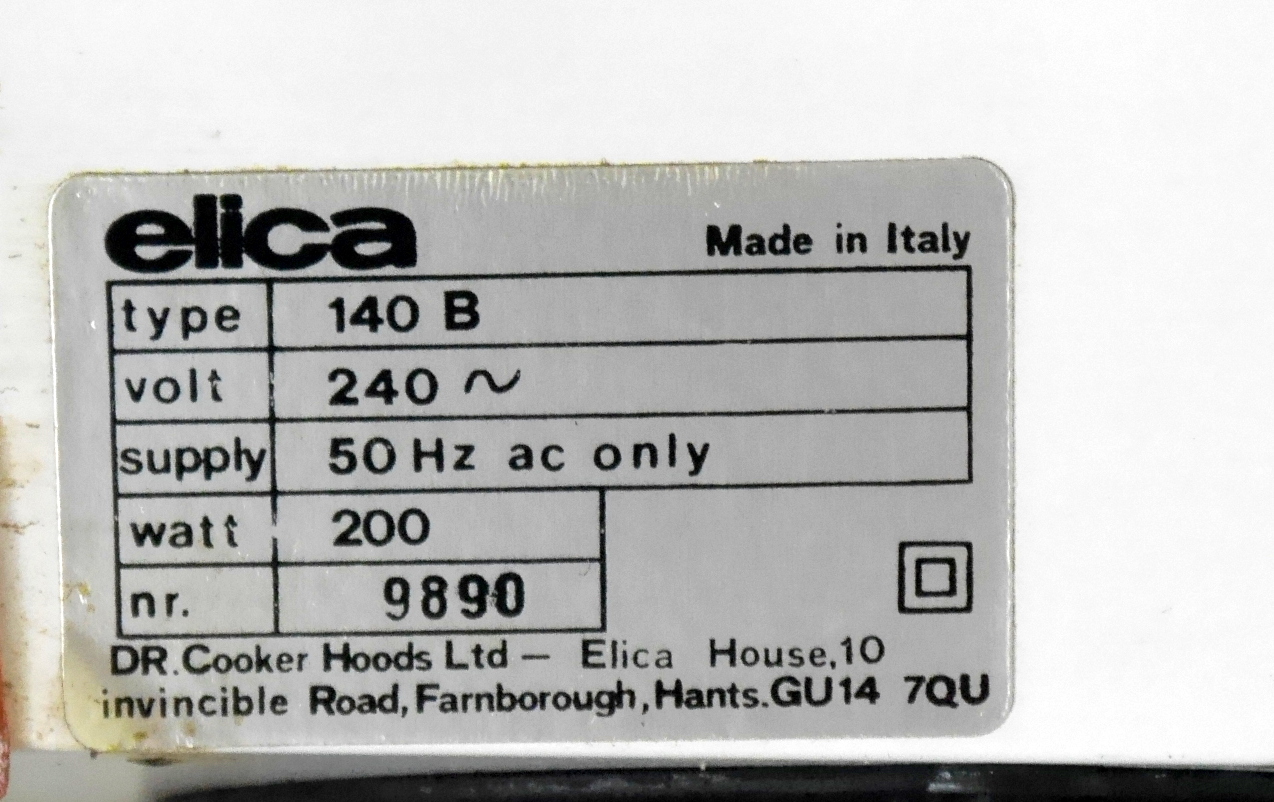 elica
Made in Italy
type 140 B
volt 240 ~
supply 50 Hz ac only
watt 200
nr. 9890
DR.Cooker Hoods Ltd — Elica House,10
invincible Road, Farnborough, Hants.GU14 7QU